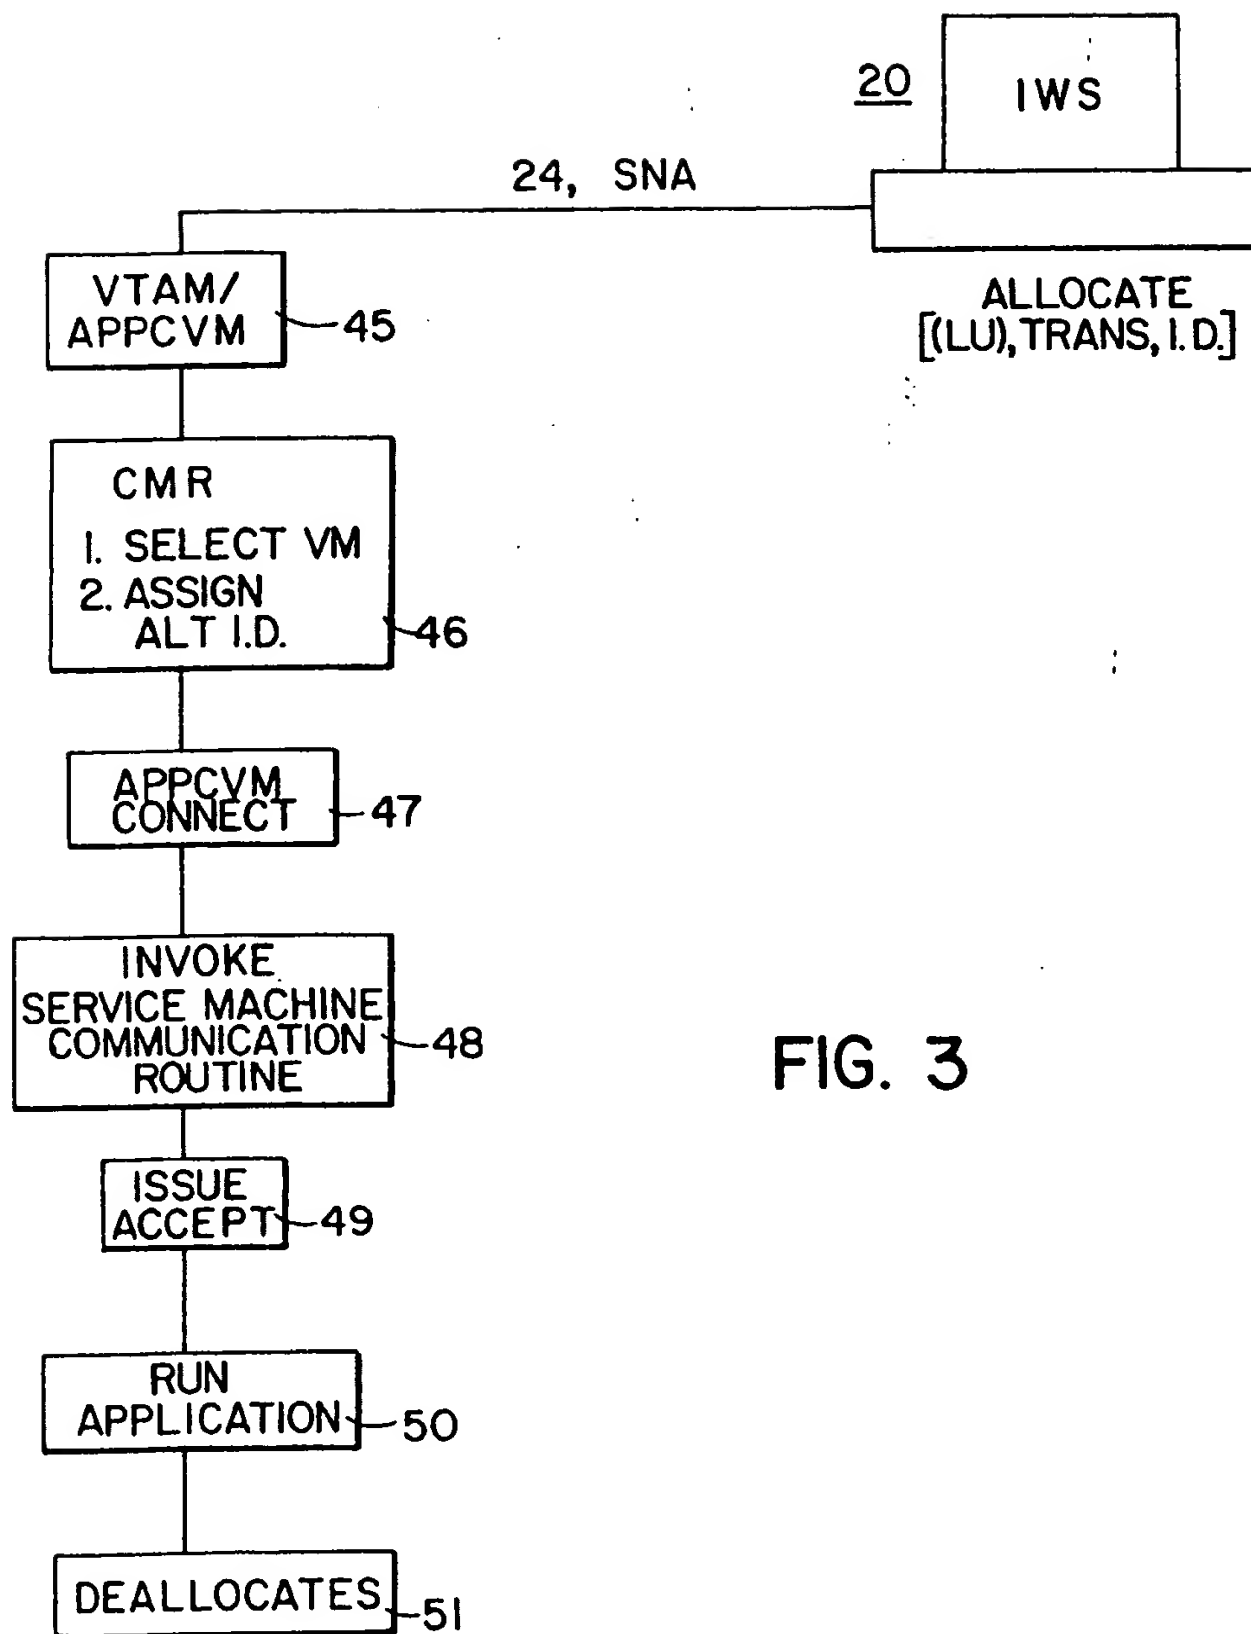 20
IWS
24, SNA
ALLOCATE
[(LU), TRANS, I.D.]
VTAM/
APPCVM
45
CMR
1. SELECT VM
2. ASSIGN
ALT I.D.
46
APPCVM
CONNECT
47
INVOKE
SERVICE MACHINE
COMMUNICATION
ROUTINE
48
FIG. 3
ISSUE
ACCEPT
49
RUN
APPLICATION
50
DEALLOCATES
51